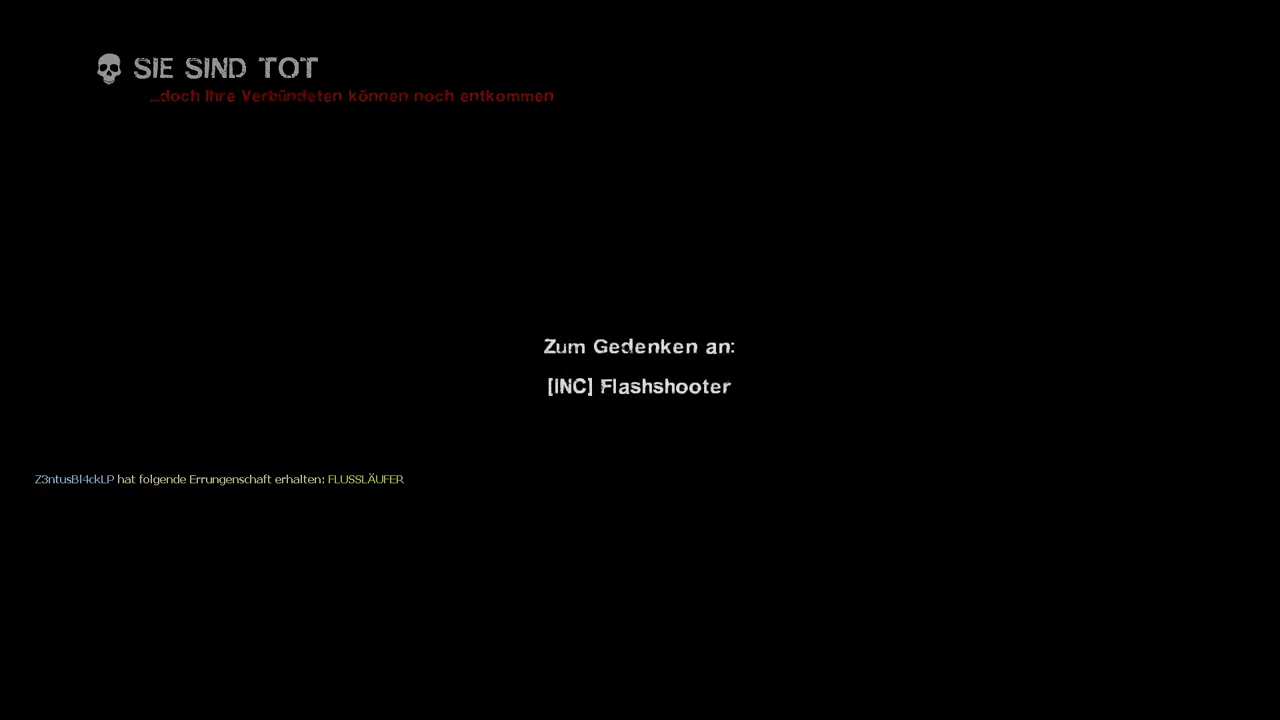 SIE SIND TOT
...doch Ihre Verbündeten können noch entkommen
Zum Gedenken an:
[INC] Flashshooter
Z3ntusBl4ckLP hat folgende Errungenschaft erhalten: FLUSSLÄUFER